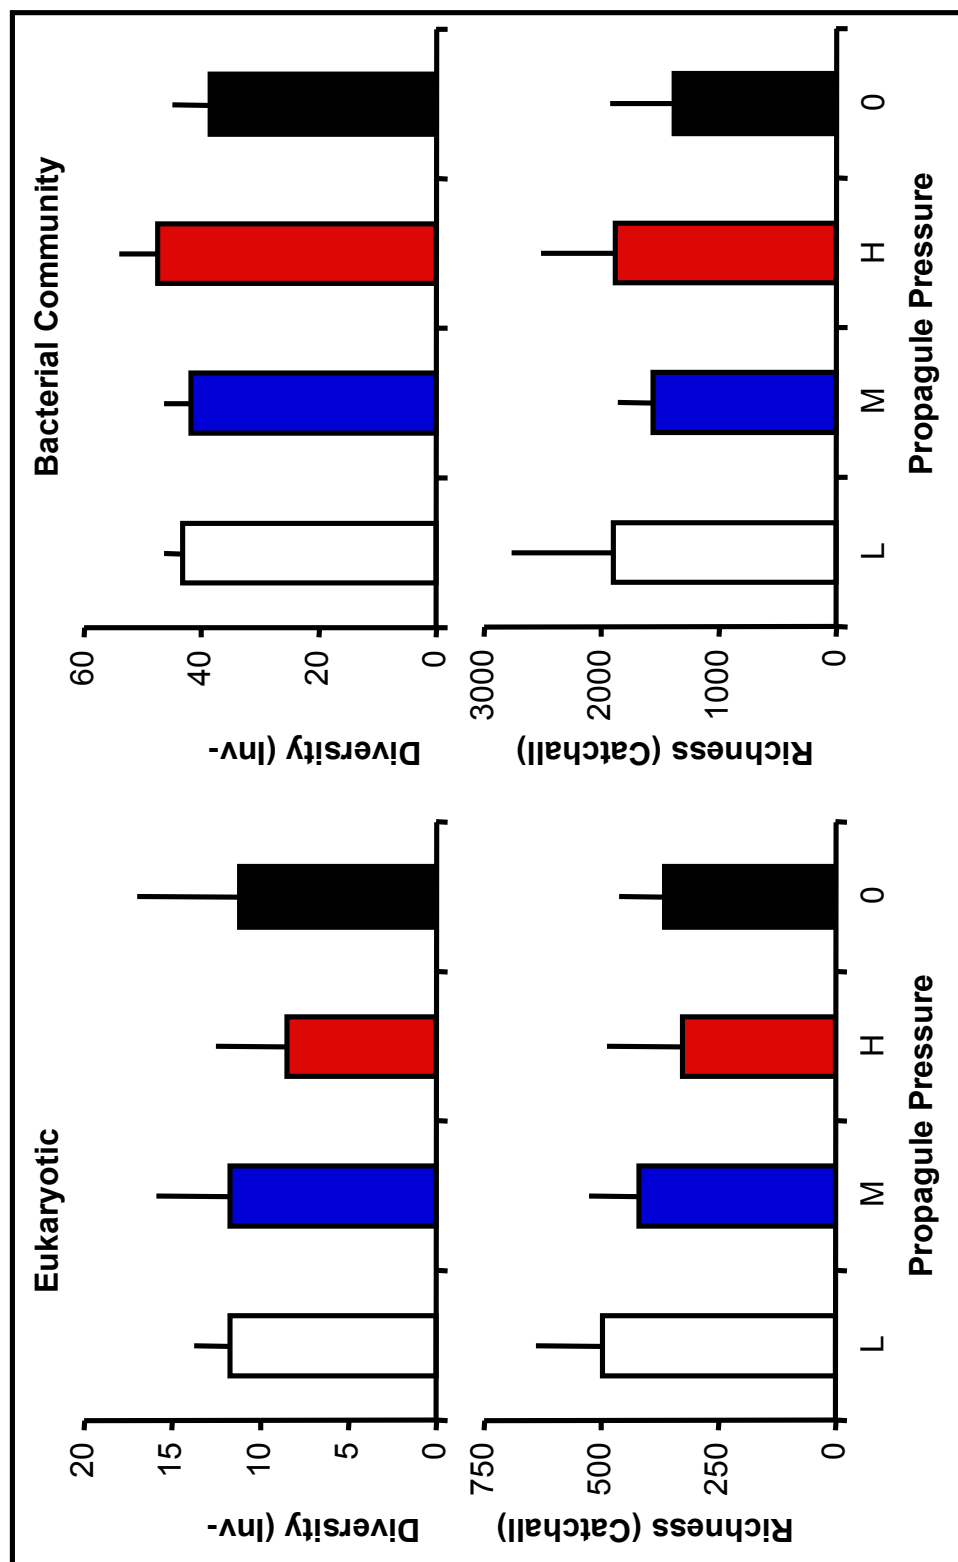 Eukaryotic
Bacterial Community
Diversity (Inv-
20
15
10
5
0
Diversity (Inv-
60
40
20
0
Richness (Catchall)
750
500
250
0
L M H 0
Propagule Pressure
Richness (Catchall)
3000
2000
1000
0
L M H 0
Propagule Pressure